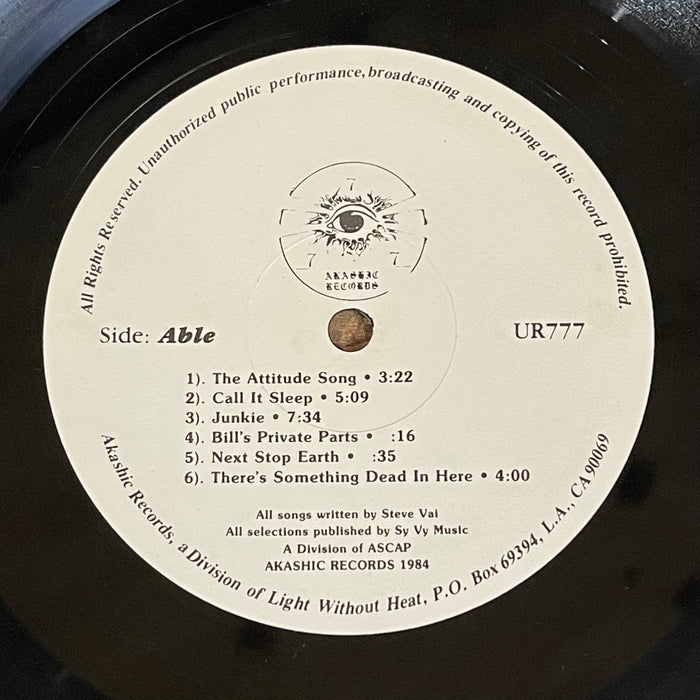 All Rights Reserved. Unauthorized public performance, broadcasting and copying of this record prohibited.
7
7 7
AKASHIC
RECORDS
Side: Able
UR777
1). The Attitude Song • 3:22
2). Call It Sleep • 5:09
3). Junkie • 7:34
4). Bill's Private Parts • :16
5). Next Stop Earth • :35
6). There's Something Dead In Here • 4:00
All songs written by Steve Vai
All selections published by Sy Vy Music
A Division of ASCAP
AKASHIC RECORDS 1984
Akashic Records, a Division of Light Without Heat, P.O. Box 69394, L.A., CA 90069